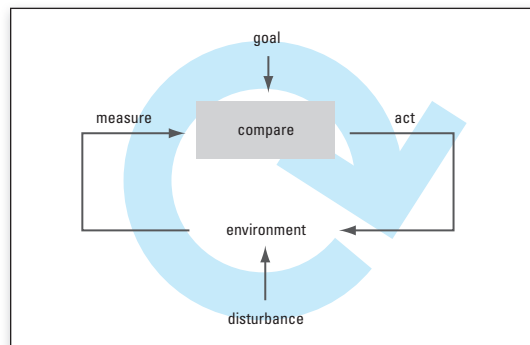 goal
measure
act
compare
environment
disturbance